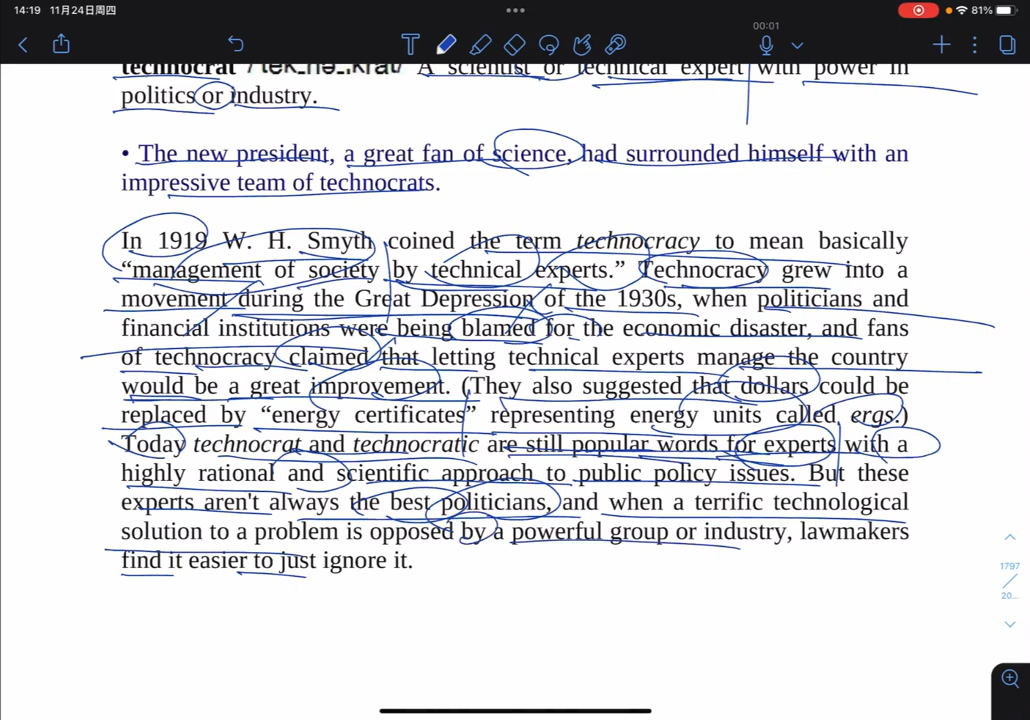 14:19 11月24日周四
81%
00:01
technocrat A scientist or technical expert with power in
politics or industry.
• The new president, a great fan of science, had surrounded himself with an
impressive team of technocrats.
In 1919 W. H. Smyth coined the term technocracy to mean basically
“management of society by technical experts.” Technocracy grew into a
movement during the Great Depression of the 1930s, when politicians and
financial institutions were being blamed for the economic disaster, and fans
of technocracy claimed that letting technical experts manage the country
would be a great improvement. (They also suggested that dollars could be
replaced by “energy certificates” representing energy units called ergs.)
Today technocrat and technocratic are still popular words for experts with a
highly rational and scientific approach to public policy issues. But these
experts aren't always the best politicians, and when a terrific technological
solution to a problem is opposed by a powerful group or industry, lawmakers
find it easier to just ignore it.
1797
20...